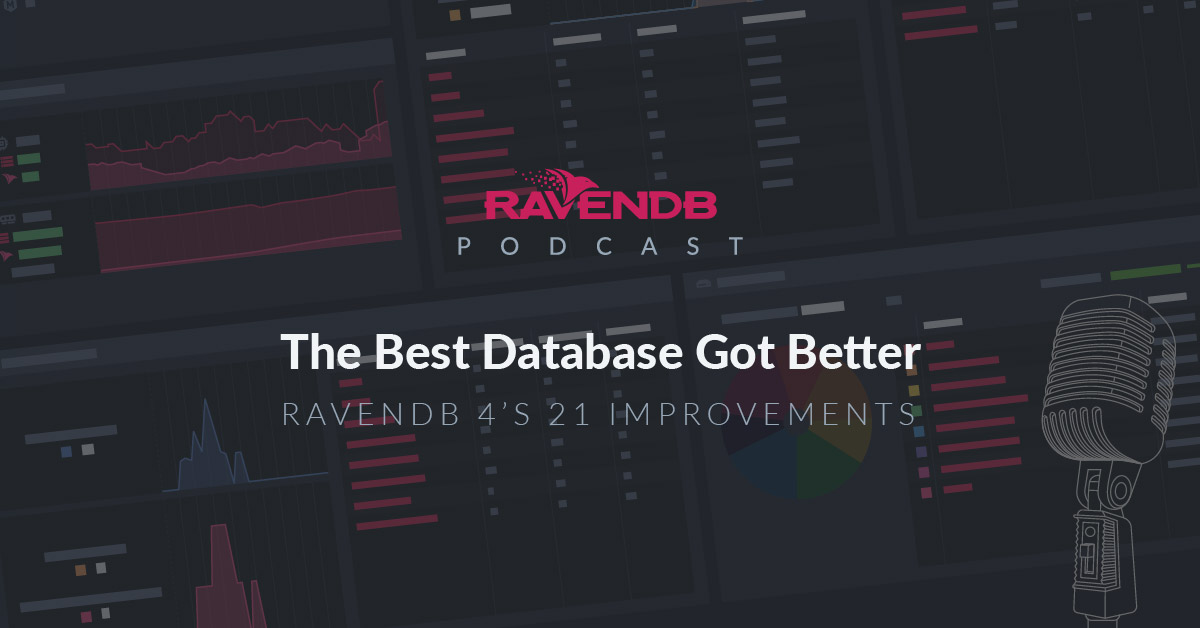 RAVENDB
PODCAST
The Best Database Got Better
RAVENDB 4'S 21 IMPROVEMENTS